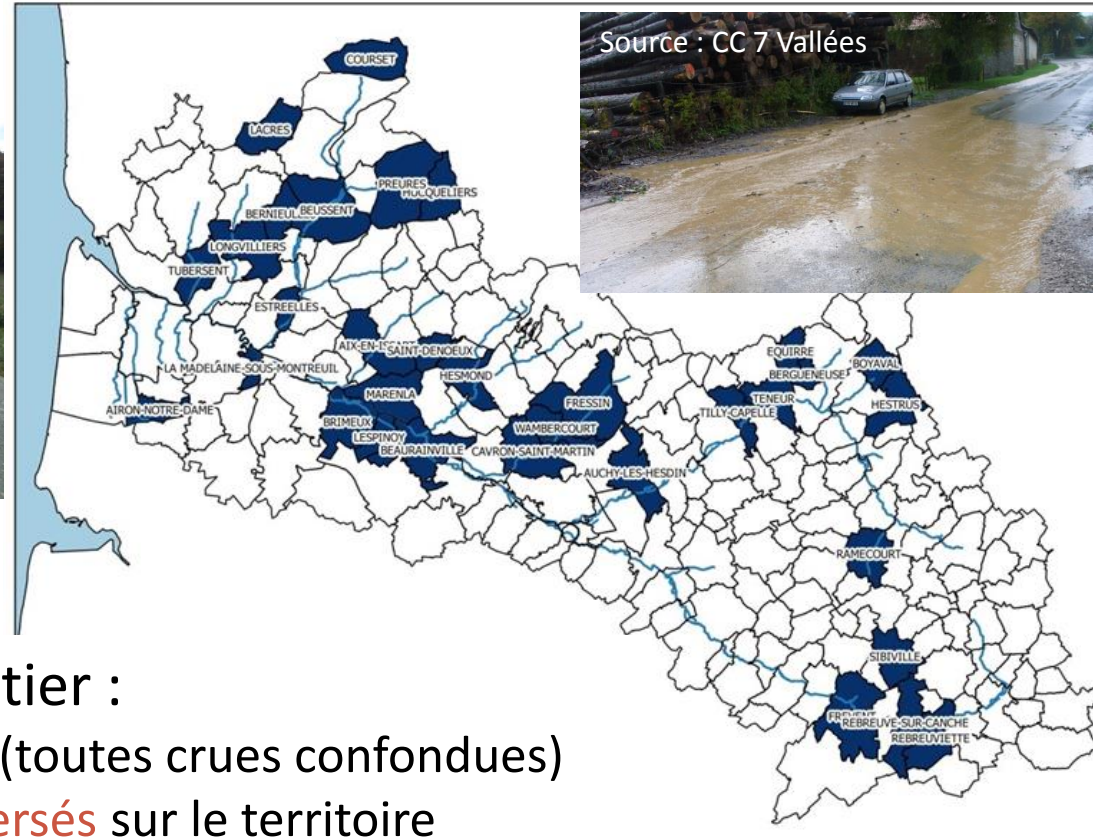 Source : CC 7 Vallées
COURSET
LACRES
PREURES
HUCQUELIERS
BERNIEULLES
BEUSSENT
LONGVILLIERS
TUBERSENT
ESTREELLES
AIX-EN-ISSART
SAINT-DENOEUX
LA MADELAINE-SOUS-MONTREUIL
HESMOND
EQUIRRE
BOYAVAL
BERGUENEUSE
MARENLA
FRESSIN
TENEUR
HESTRUS
AIRON-NOTRE-DAME
TILLY-CAPELLE
BRIMEUX
WAMBERCOURT
LESPINOY
BEAURAINVILLE
CAVRON-SAINT-MARTIN
AUCHY-LES-HESDIN
RAMECOURT
SIBIVILLE
FREVENT
REBREUVE-SUR-CANCHE
REBREUVIETTE
tier :
(toutes crues confondues)
ersés sur le territoire